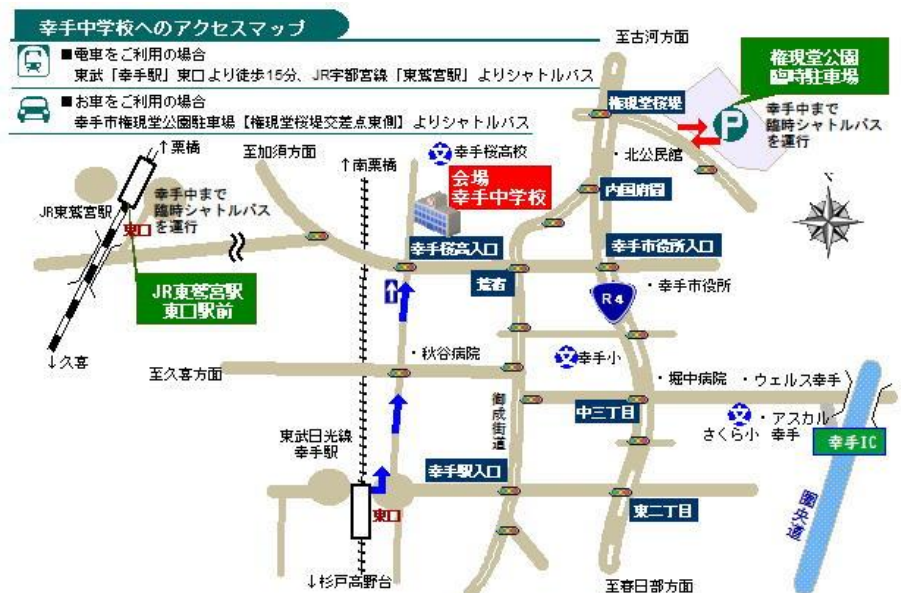 幸手中学校へのアクセスマップ
■電車をご利用の場合
東武「幸手駅」東口より徒歩15分、JR宇都宮線「東鷲宮駅」よりシャトルバス
■お車をご利用の場合
幸手市権現堂公園駐車場【権現堂桜堤交差点東側】よりシャトルバス
至古河方面
権現堂公園
臨時駐車場
権現堂桜堤
P
幸手中まで
臨時シャトルバス
を運行
↑栗橋
至加須方面
↑南栗橋
文
幸手桜高校
・北公民館
会場
幸手中学校
内国府間
JR東鷲宮駅
幸手中まで
臨時シャトルバス
を運行
東口
N
幸手桜高入口
荒宿
幸手市役所入口
JR東鷲宮駅
東口駅前
R4
・幸手市役所
↓久喜
・秋谷病院
文
幸手小
至久喜方面
・堀中病院
・ウェルス幸手
御成街道
中三丁目
文
さくら小
・アスカル
幸手
幸手IC
東武日光線
幸手駅
幸手駅入口
東口
東二丁目
圏央道
↓杉戸高野台
至春日部方面